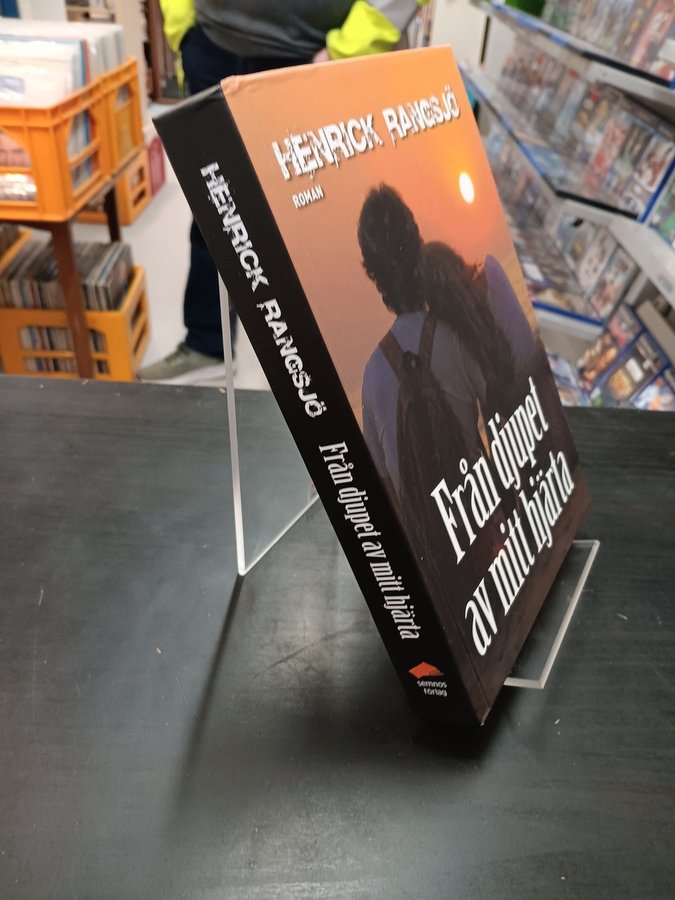 HENRICK RANGSJÖ
ROMAN
Från djupet
av mitt hjärta
HENRICK RANGSJÖ
Från djupet av mitt hjärta
semnos
förlag